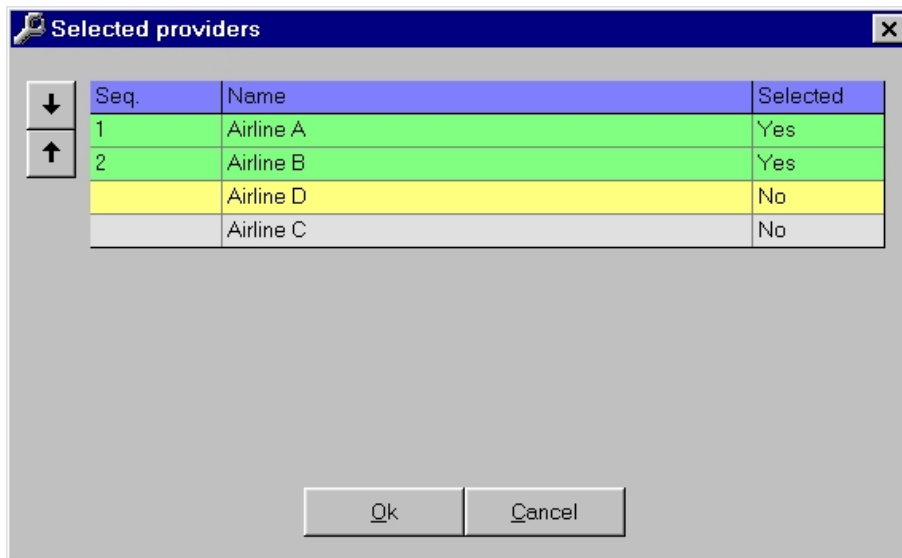 Selected providers
Seq. Name Selected
1 Airline A Yes
2 Airline B Yes
Airline D No
Airline C No
Ok Cancel